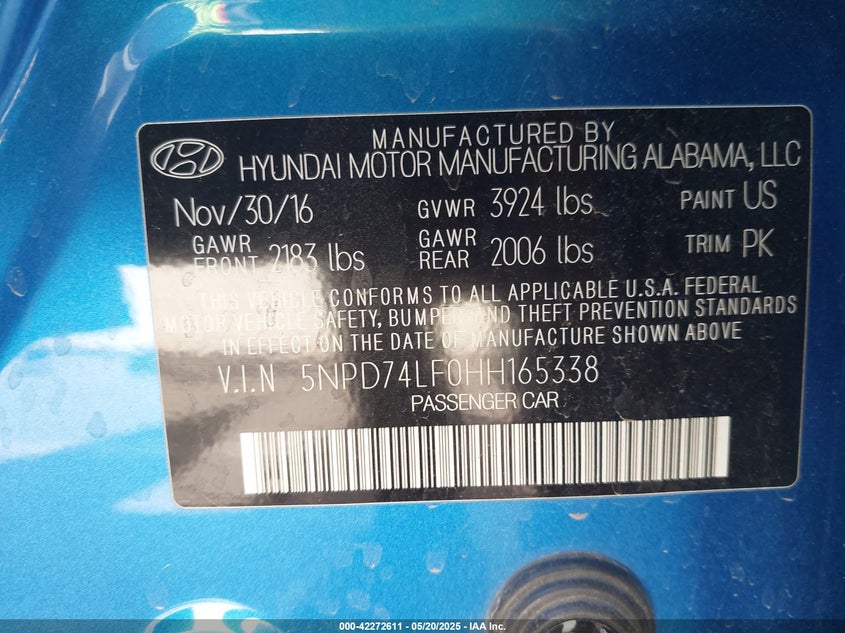 MANUFACTURED BY
HYUNDAI MOTOR MANUFACTURING ALABAMA, LLC
Nov/30/16 GVWR 3924 lbs PAINT US
GAWR FRONT 2183 lbs GAWR REAR 2006 lbs TRIM PK
THIS VEHICLE CONFORMS TO ALL APPLICABLE U.S.A. FEDERAL
MOTOR VEHICLE SAFETY, BUMPER, AND THEFT PREVENTION STANDARDS
IN EFFECT ON THE DATE OF MANUFACTURE SHOWN ABOVE
V.I.N 5NPD74LF0HH165338
PASSENGER CAR
000-42272611 - 05/20/2025 - IAA Inc.